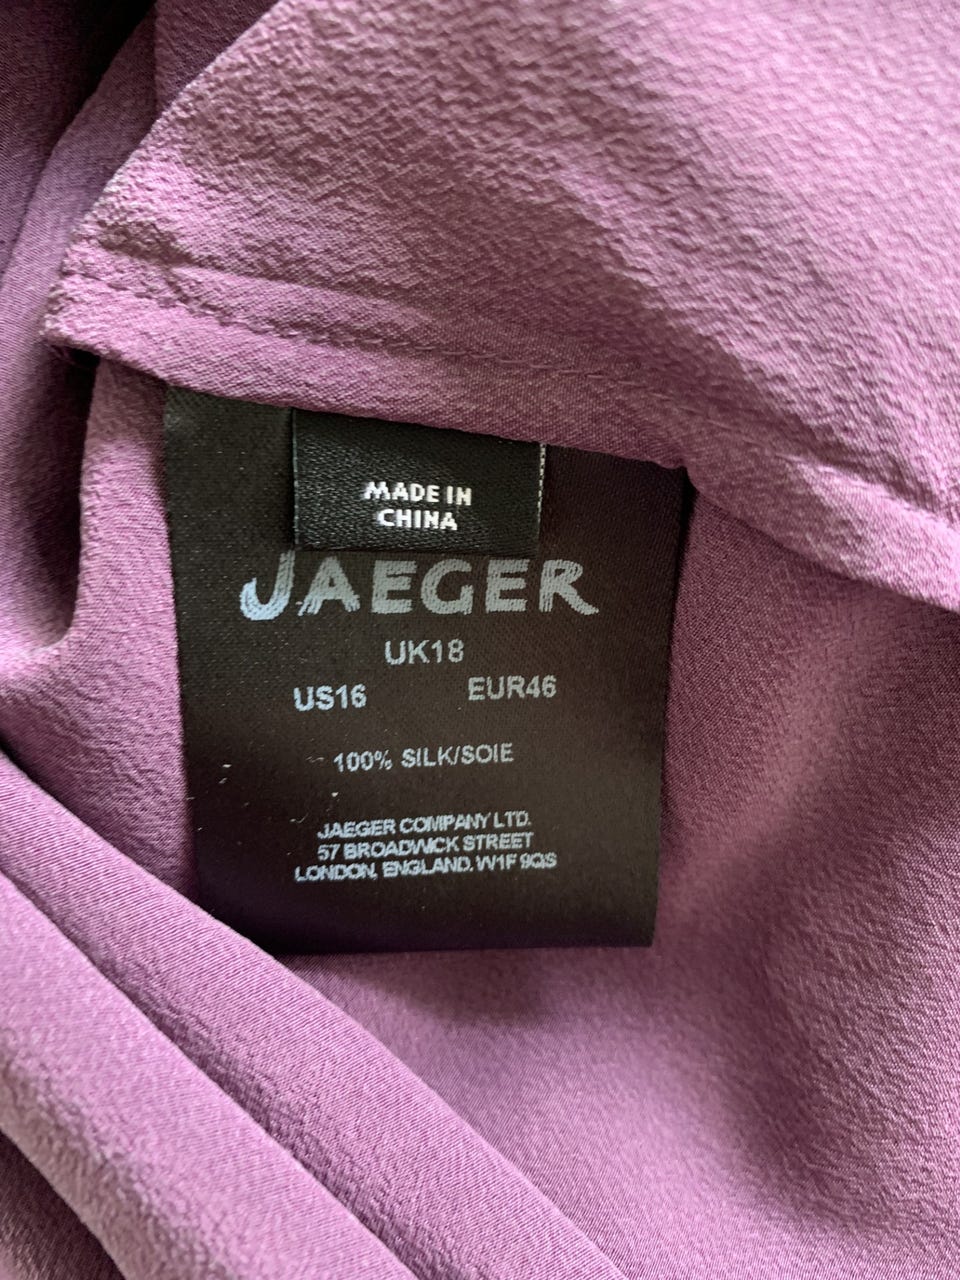 MADE IN
CHINA
JAEGER
UK18
US16 EUR46
100% SILK/SOIE
JAEGER COMPANY LTD.
57 BROADWICK STREET
LONDON, ENGLAND. W1F 9QS